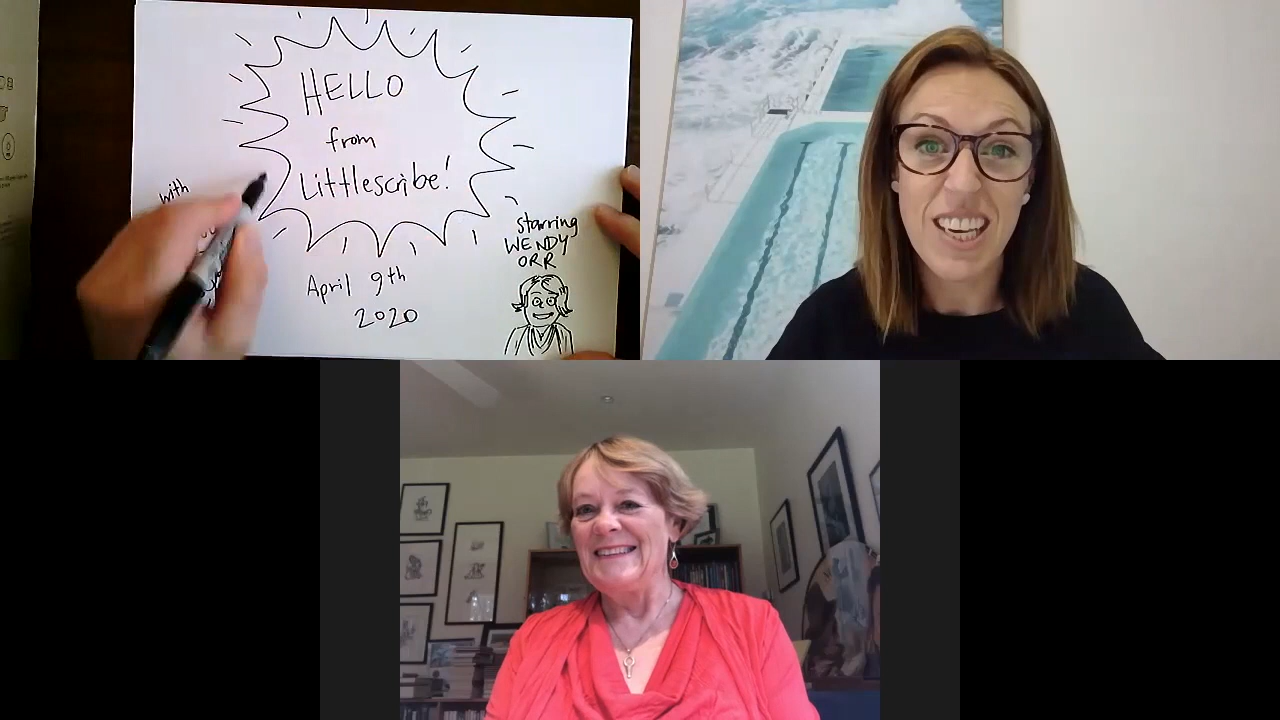 HELLO
from
Littlescribe!
with
starring
WENDY
ORR
April 9th
2020